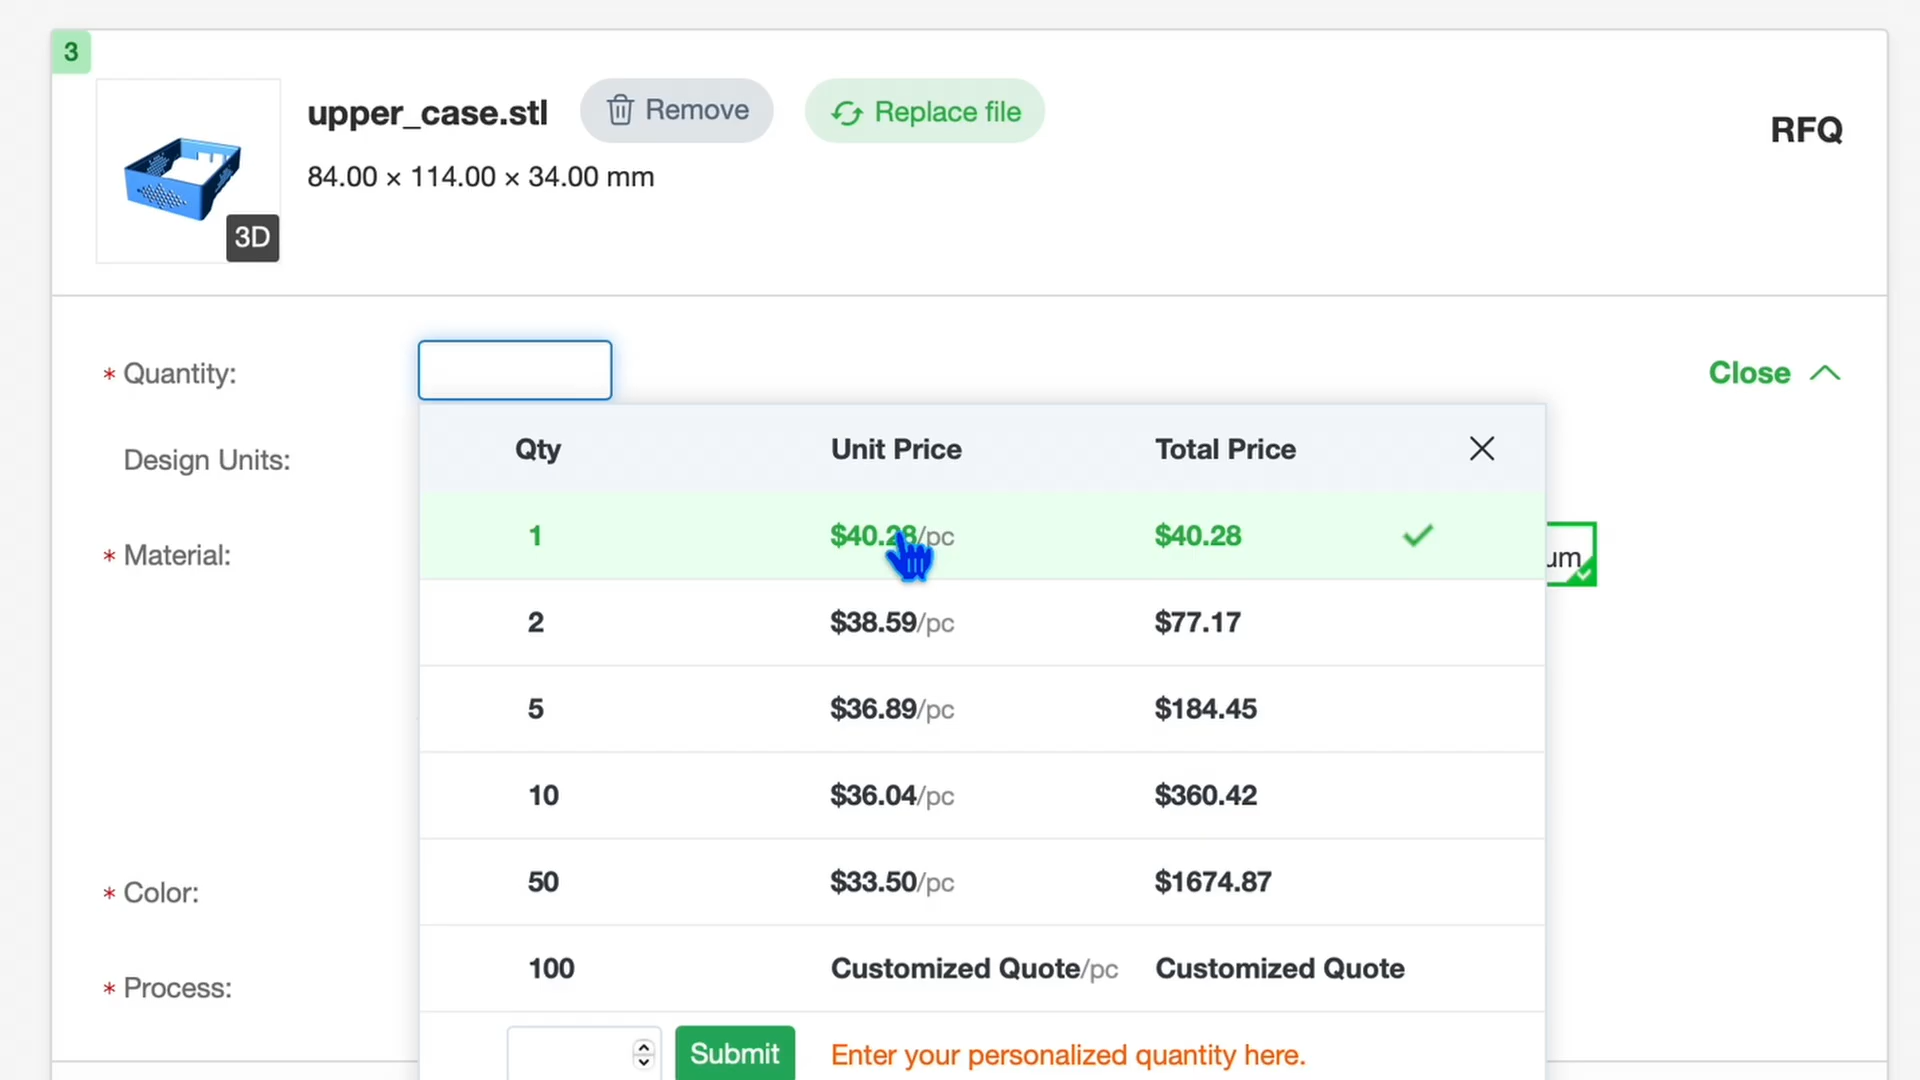 3
upper_case.stl
Remove
Replace file
RFQ
84.00 × 114.00 × 34.00 mm
3D
* Quantity:
Close
Design Units:
* Material:
Qty Unit Price Total Price
1 $40.28/pc $40.28
um
2 $38.59/pc $77.17
5 $36.89/pc $184.45
10 $36.04/pc $360.42
50 $33.50/pc $1674.87
100 Customized Quote/pc Customized Quote
* Color:
* Process:
Submit
Enter your personalized quantity here.